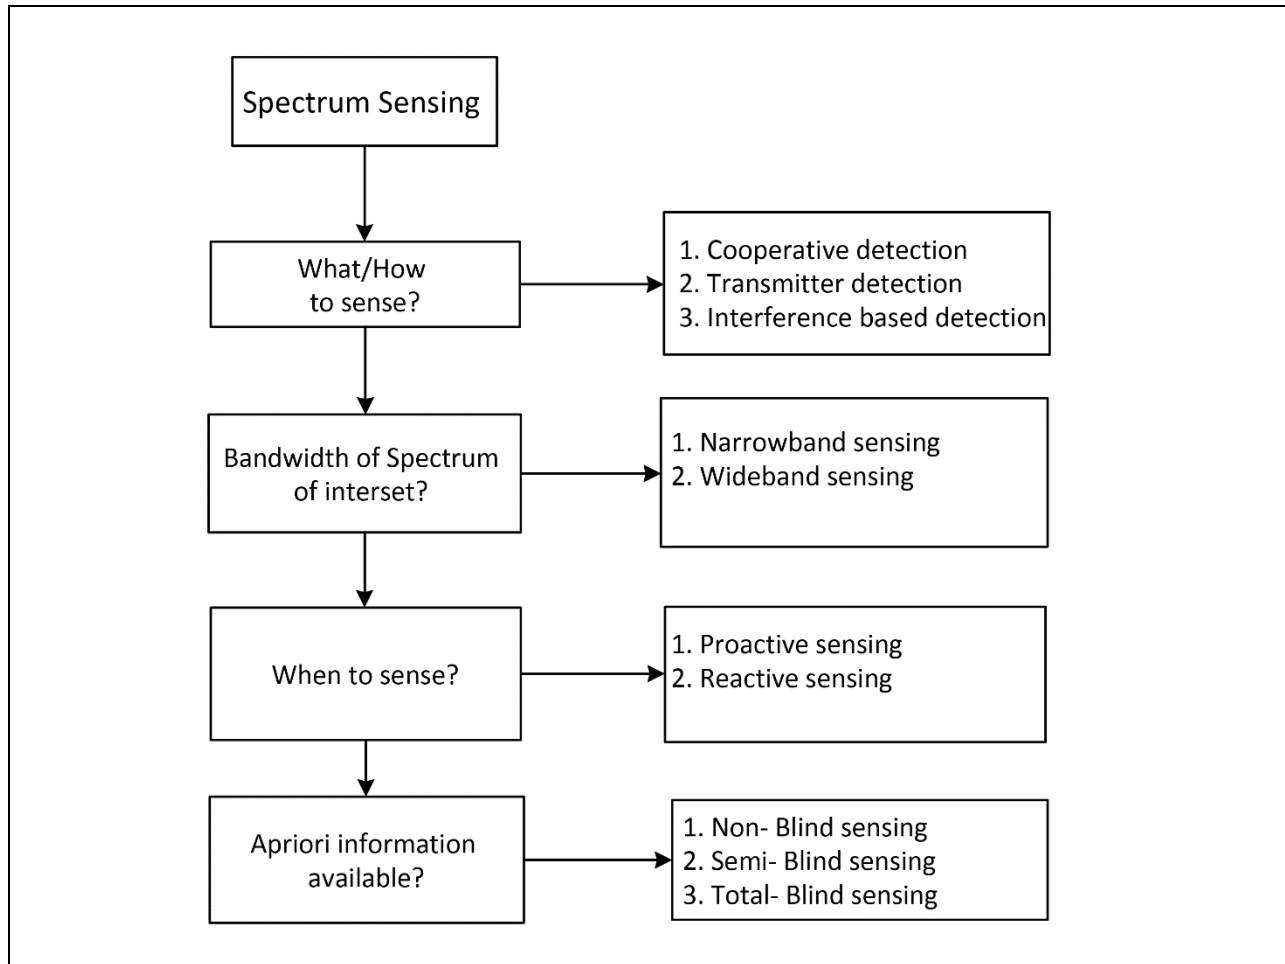 Spectrum Sensing
What/How
to sense?
1. Cooperative detection
2. Transmitter detection
3. Interference based detection
Bandwidth of Spectrum
of interset?
1. Narrowband sensing
2. Wideband sensing
When to sense?
1. Proactive sensing
2. Reactive sensing
Apriori information
available?
1. Non- Blind sensing
2. Semi- Blind sensing
3. Total- Blind sensing